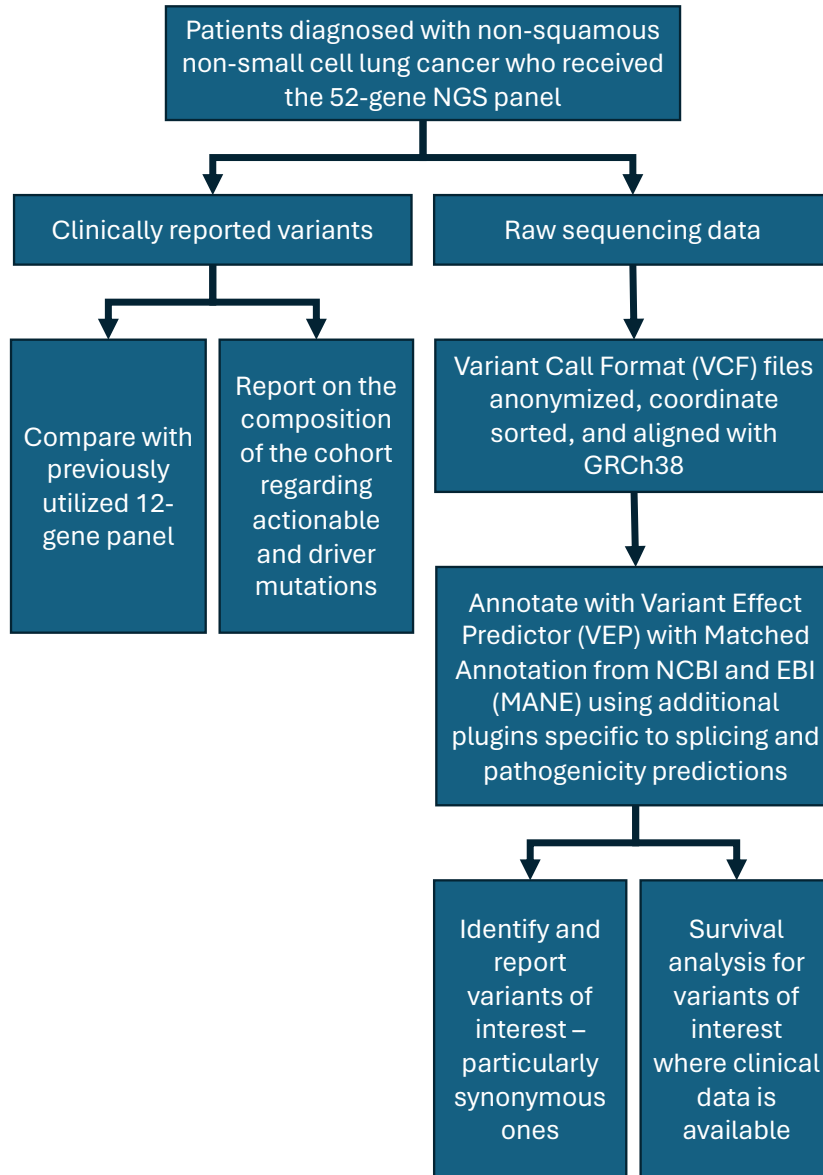 Patients diagnosed with non-squamous
non-small cell lung cancer who received
the 52-gene NGS panel
Clinically reported variants
Raw sequencing data
Compare with
previously
utilized 12-
gene panel
Report on the
composition
of the cohort
regarding
actionable
and driver
mutations
Variant Call Format (VCF) files
anonymized, coordinate
sorted, and aligned with
GRCh38
Annotate with Variant Effect
Predictor (VEP) with Matched
Annotation from NCBI and EBI
(MANE) using additional
plugins specific to splicing and
pathogenicity predictions
Identify and
report
variants of
interest –
particularly
synonymous
ones
Survival
analysis for
variants of
interest
where clinical
data is
available